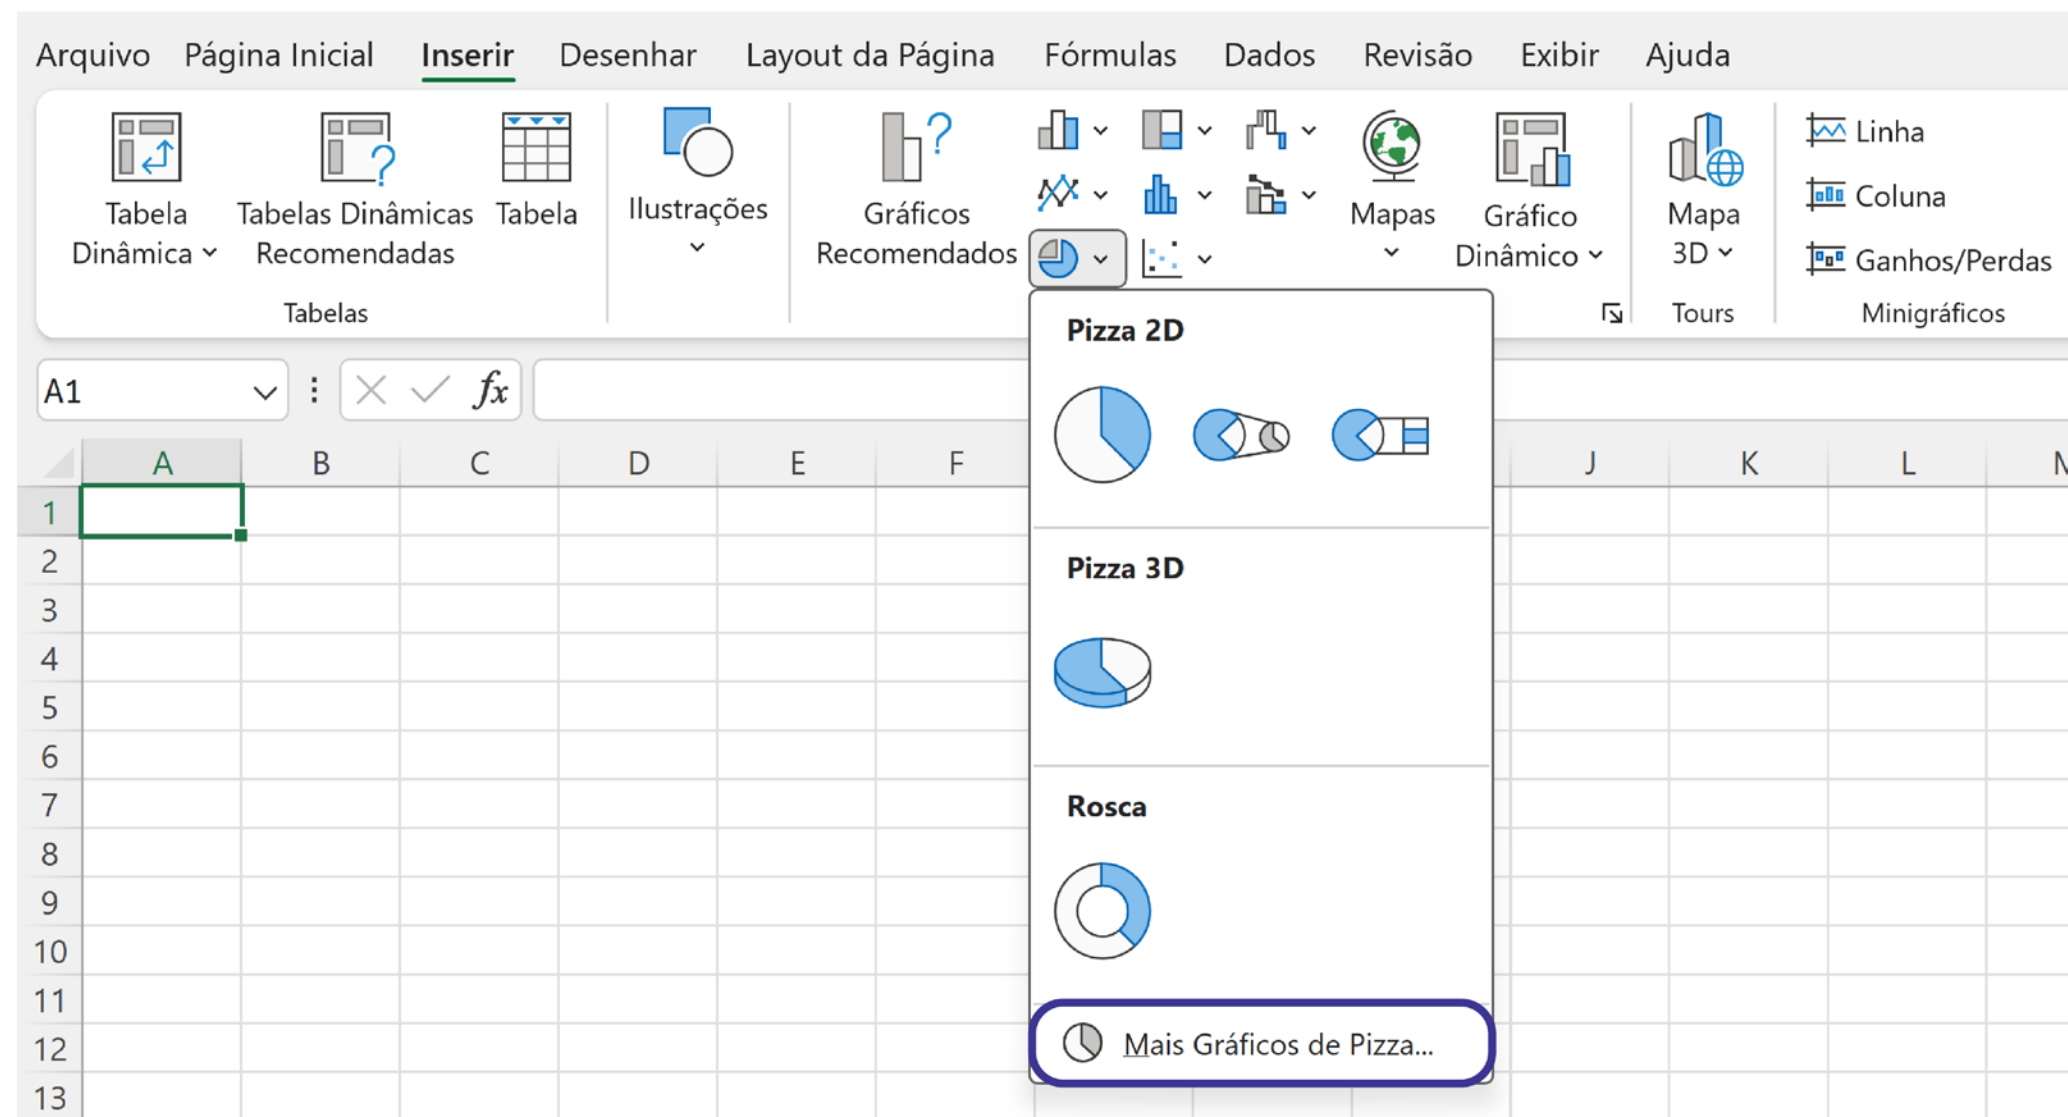 Arquivo Página Inicial Inserir Desenhar Layout da Página Fórmulas Dados Revisão Exibir Ajuda
Tabela
Dinâmica
Tabelas Dinâmicas
Recomendadas
Tabela
Tabelas
Ilustrações
Gráficos
Recomendados
Mapas
Gráfico
Dinâmico
Mapa
3D
Tours
Linha
Coluna
Ganhos/Perdas
Minigráficos
A1
fx
Pizza 2D
Pizza 3D
Rosca
Mais Gráficos de Pizza...
A B C D E F J K L
1
2
3
4
5
6
7
8
9
10
11
12
13